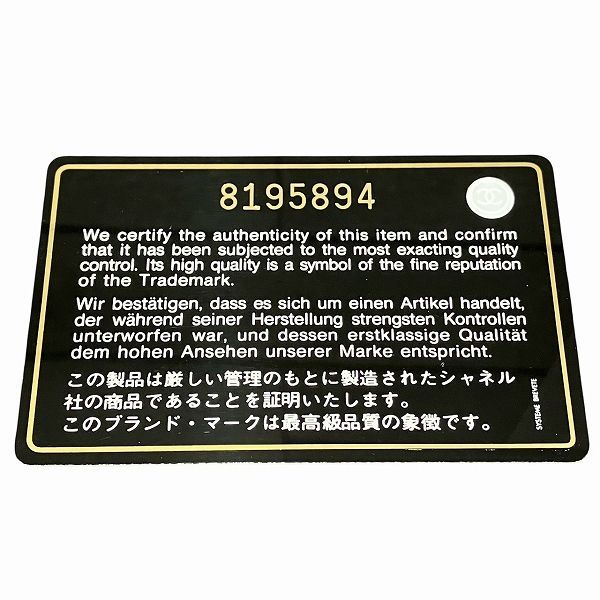 8195894
We certify the authenticity of this item and confirm
that it has been subjected to the most exacting quality
control. Its high quality is a symbol of the fine reputation
of the Trademark.
Wir bestätigen, dass es sich um einen Artikel handelt,
der während seiner Herstellung strengsten Kontrollen
unterworfen war, und dessen erstklassige Qualität
dem hohen Ansehen unserer Marke entspricht.
この製品は厳しい管理のもとに製造されたシャネル
社の商品であることを証明いたします。
このブランド・マークは最高級品質の象徴です。
SYSTEME BREVETE